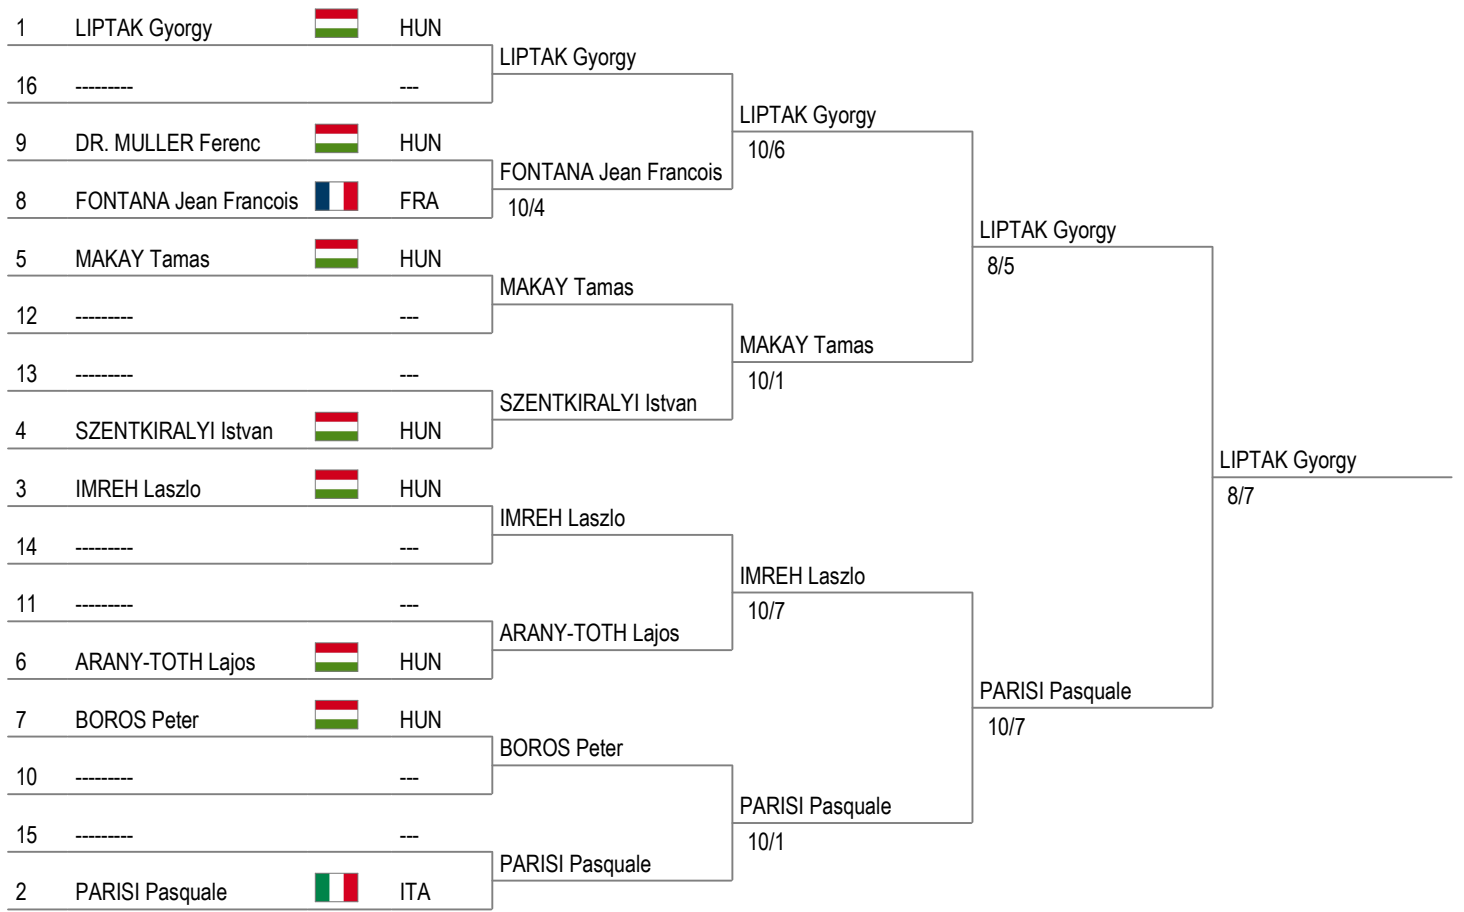 1 LIPTAK Gyorgy HUN
LIPTAK Gyorgy
16 --------- ---
LIPTAK Gyorgy
10/6
9 DR. MULLER Ferenc HUN
FONTANA Jean Francois
10/4
8 FONTANA Jean Francois FRA
LIPTAK Gyorgy
8/5
5 MAKAY Tamas HUN
MAKAY Tamas
12 --------- ---
MAKAY Tamas
10/1
13 --------- ---
SZENTKIRALYI Istvan
4 SZENTKIRALYI Istvan HUN
LIPTAK Gyorgy
8/7
3 IMREH Laszlo HUN
IMREH Laszlo
14 --------- ---
IMREH Laszlo
10/7
11 --------- ---
ARANY-TOTH Lajos
6 ARANY-TOTH Lajos HUN
PARISI Pasquale
10/7
7 BOROS Peter HUN
BOROS Peter
10 --------- ---
PARISI Pasquale
10/1
15 --------- ---
PARISI Pasquale
2 PARISI Pasquale ITA